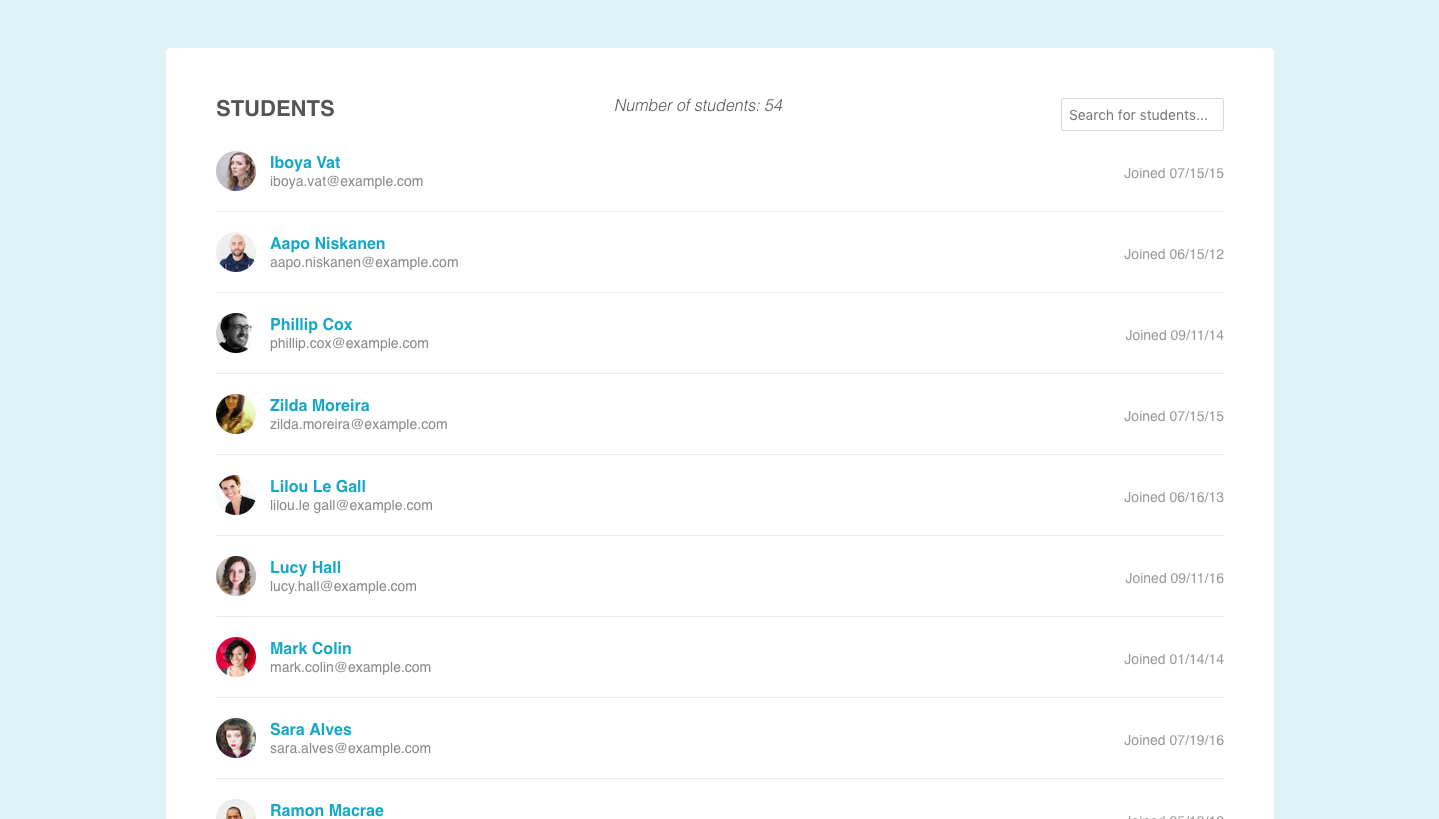 STUDENTS
Number of students: 54
Search for students...
Iboya Vat
iboya.vat@example.com
Joined 07/15/15
Aapo Niskanen
aapo.niskanen@example.com
Joined 06/15/12
Phillip Cox
phillip.cox@example.com
Joined 09/11/14
Zilda Moreira
zilda.moreira@example.com
Joined 07/15/15
Lilou Le Gall
lilou.le gall@example.com
Joined 06/16/13
Lucy Hall
lucy.hall@example.com
Joined 09/11/16
Mark Colin
mark.colin@example.com
Joined 01/14/14
Sara Alves
sara.alves@example.com
Joined 07/19/16
Ramon Macrae